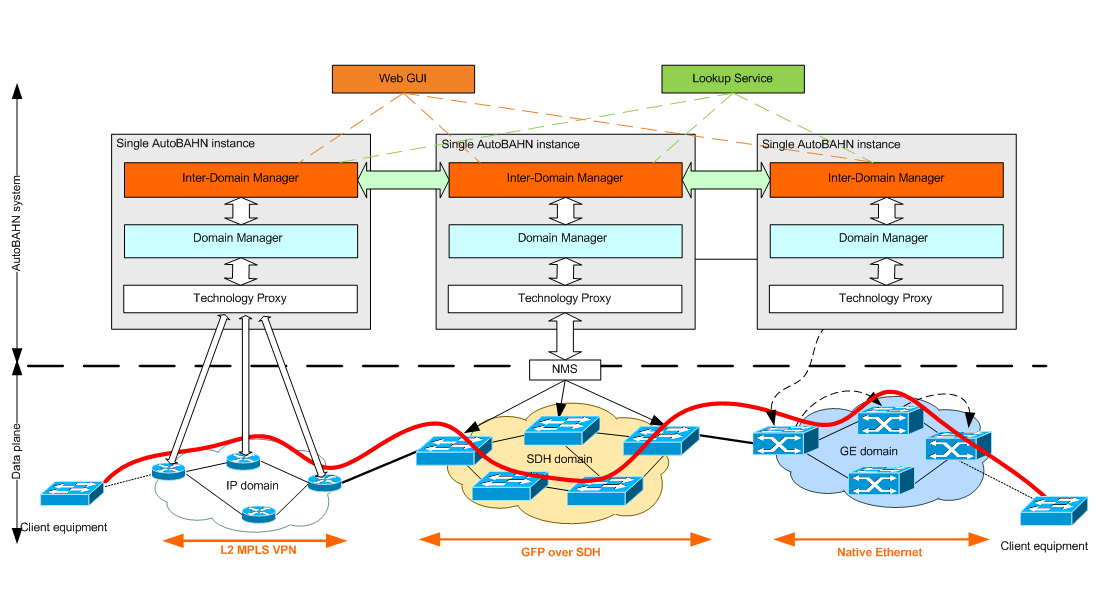 Web GUI
Lookup Service
Single AutoBAHN instance
Single AutoBAHN instance
Single AutoBAHN instance
Inter-Domain Manager
Inter-Domain Manager
Inter-Domain Manager
Domain Manager
Domain Manager
Domain Manager
Technology Proxy
Technology Proxy
Technology Proxy
AutoBAHN system
NMS
Data plane
IP domain
SDH domain
GE domain
Client equipment
Client equipment
L2 MPLS VPN
GFP over SDH
Native Ethernet